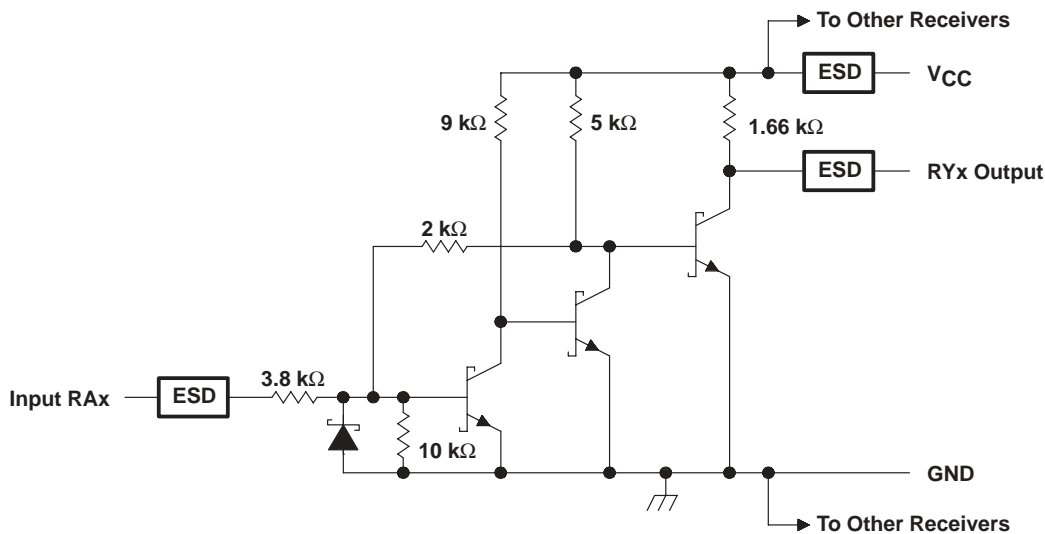 To Other Receivers
ESD
VCC
9 kΩ
5 kΩ
1.66 kΩ
ESD
RYx Output
2 kΩ
Input RAx
ESD
3.8 kΩ
10 kΩ
GND
To Other Receivers